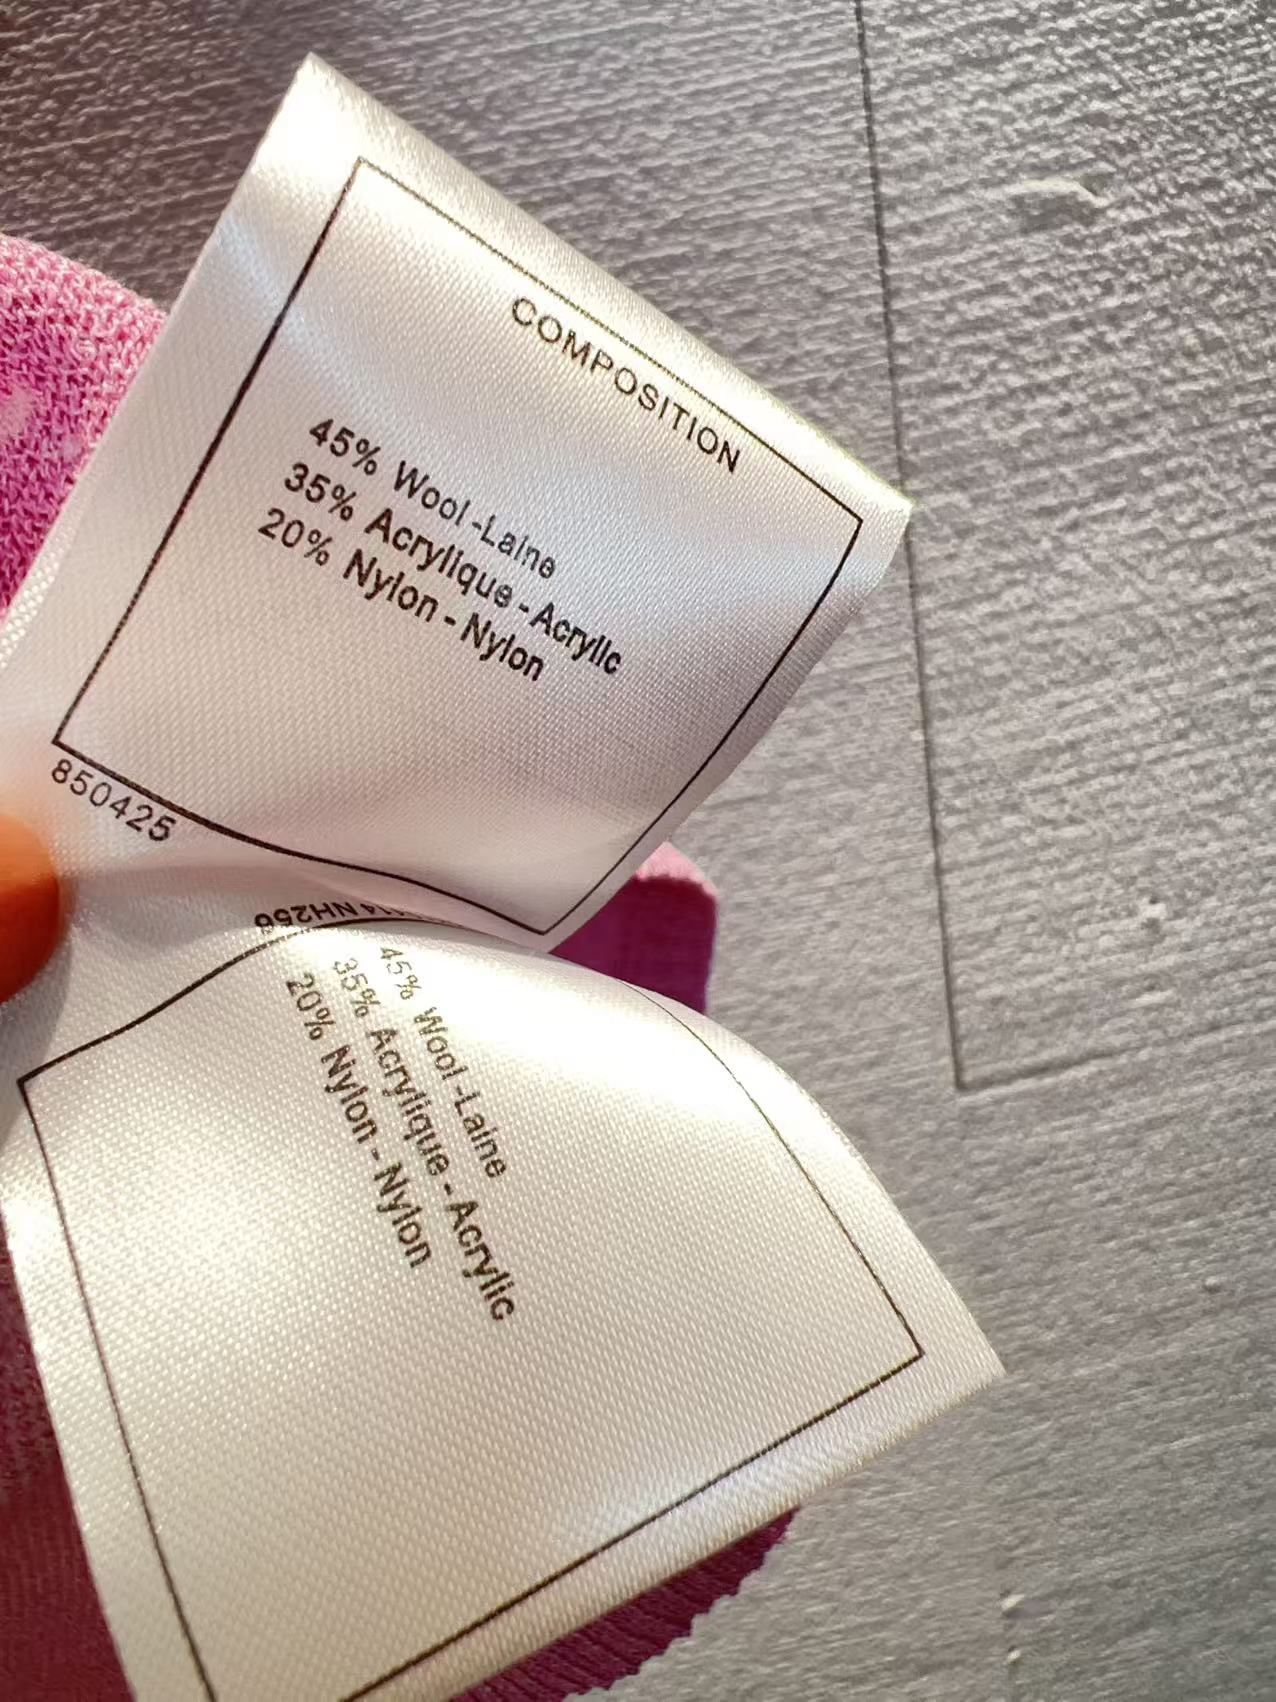 COMPOSITION
45% Wool-Laine
35% Acrylique - Acrylic
20% Nylon - Nylon
850425
NH256
45% Wool-Laine
35% Acrylique - Acrylic
20% Nylon - Nylon